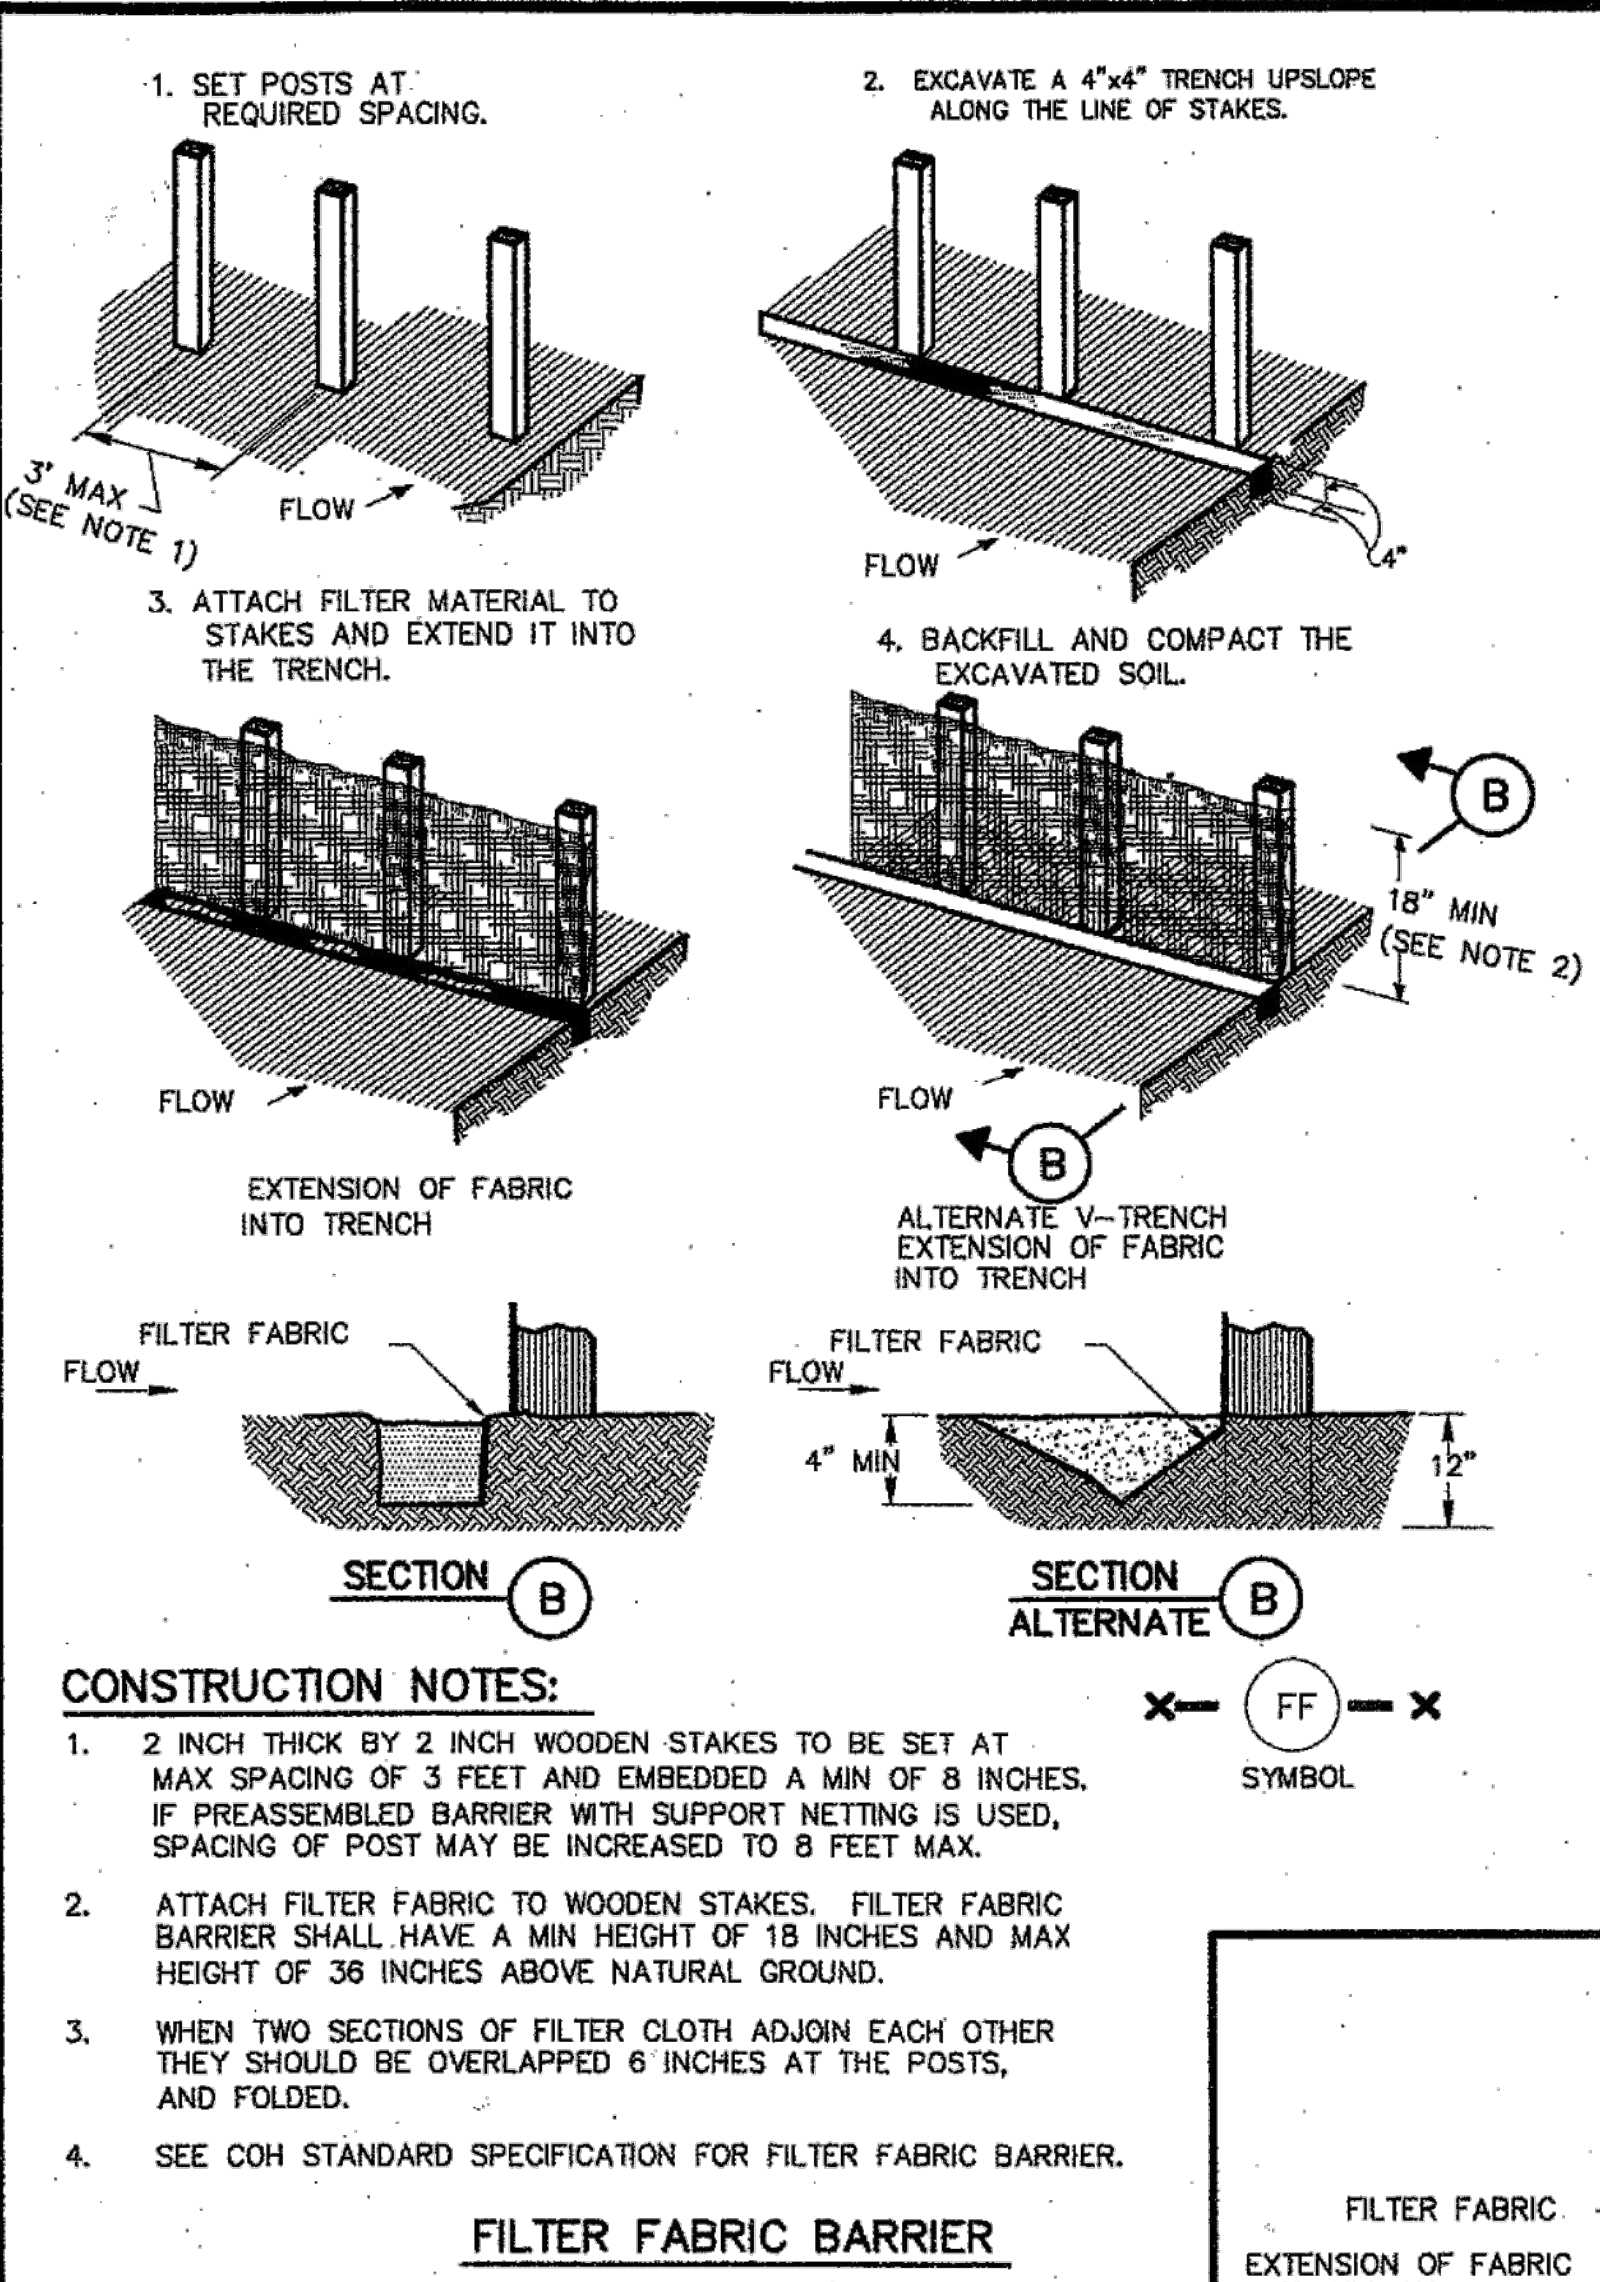 1. SET POSTS AT
REQUIRED SPACING.
2. EXCAVATE A 4"x4" TRENCH UPSLOPE
ALONG THE LINE OF STAKES.
3' MAX
(SEE NOTE 1)
FLOW
FLOW
4"
3. ATTACH FILTER MATERIAL TO
STAKES AND EXTEND IT INTO
THE TRENCH.
4. BACKFILL AND COMPACT THE
EXCAVATED SOIL.
B
18" MIN
(SEE NOTE 2)
FLOW
FLOW
B
EXTENSION OF FABRIC
INTO TRENCH
ALTERNATE V-TRENCH
EXTENSION OF FABRIC
INTO TRENCH
FILTER FABRIC
FLOW
FILTER FABRIC
FLOW
4" MIN
12"
SECTION B
SECTION B
ALTERNATE
CONSTRUCTION NOTES:
X- FF - X
SYMBOL
1. 2 INCH THICK BY 2 INCH WOODEN STAKES TO BE SET AT
MAX SPACING OF 3 FEET AND EMBEDDED A MIN OF 8 INCHES.
IF PREASSEMBLED BARRIER WITH SUPPORT NETTING IS USED,
SPACING OF POST MAY BE INCREASED TO 8 FEET MAX.
2. ATTACH FILTER FABRIC TO WOODEN STAKES. FILTER FABRIC
BARRIER SHALL HAVE A MIN HEIGHT OF 18 INCHES AND MAX
HEIGHT OF 36 INCHES ABOVE NATURAL GROUND.
3. WHEN TWO SECTIONS OF FILTER CLOTH ADJOIN EACH OTHER
THEY SHOULD BE OVERLAPPED 6 INCHES AT THE POSTS,
AND FOLDED.
4. SEE COH STANDARD SPECIFICATION FOR FILTER FABRIC BARRIER.
FILTER FABRIC BARRIER
FILTER FABRIC
EXTENSION OF FABRIC